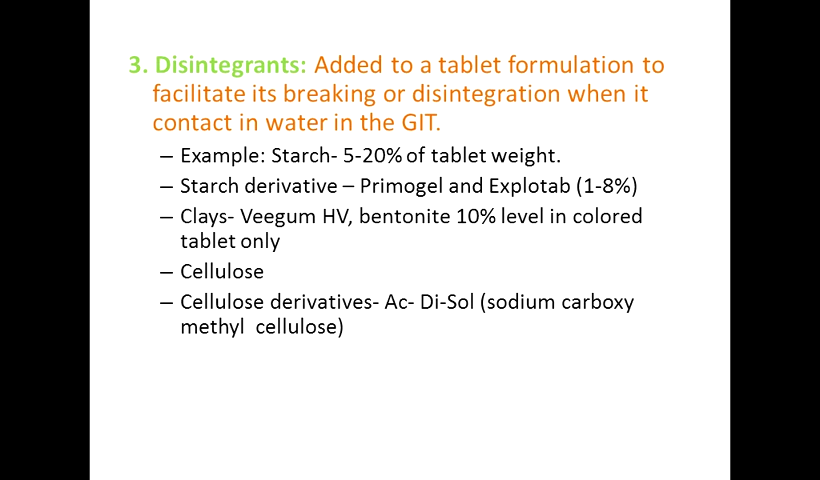 3. Disintegrants: Added to a tablet formulation to
facilitate its breaking or disintegration when it
contact in water in the GIT.
– Example: Starch- 5-20% of tablet weight.
– Starch derivative – Primogel and Explotab (1-8%)
– Clays- Veegum HV, bentonite 10% level in colored
tablet only
– Cellulose
– Cellulose derivatives- Ac- Di-Sol (sodium carboxy
methyl cellulose)